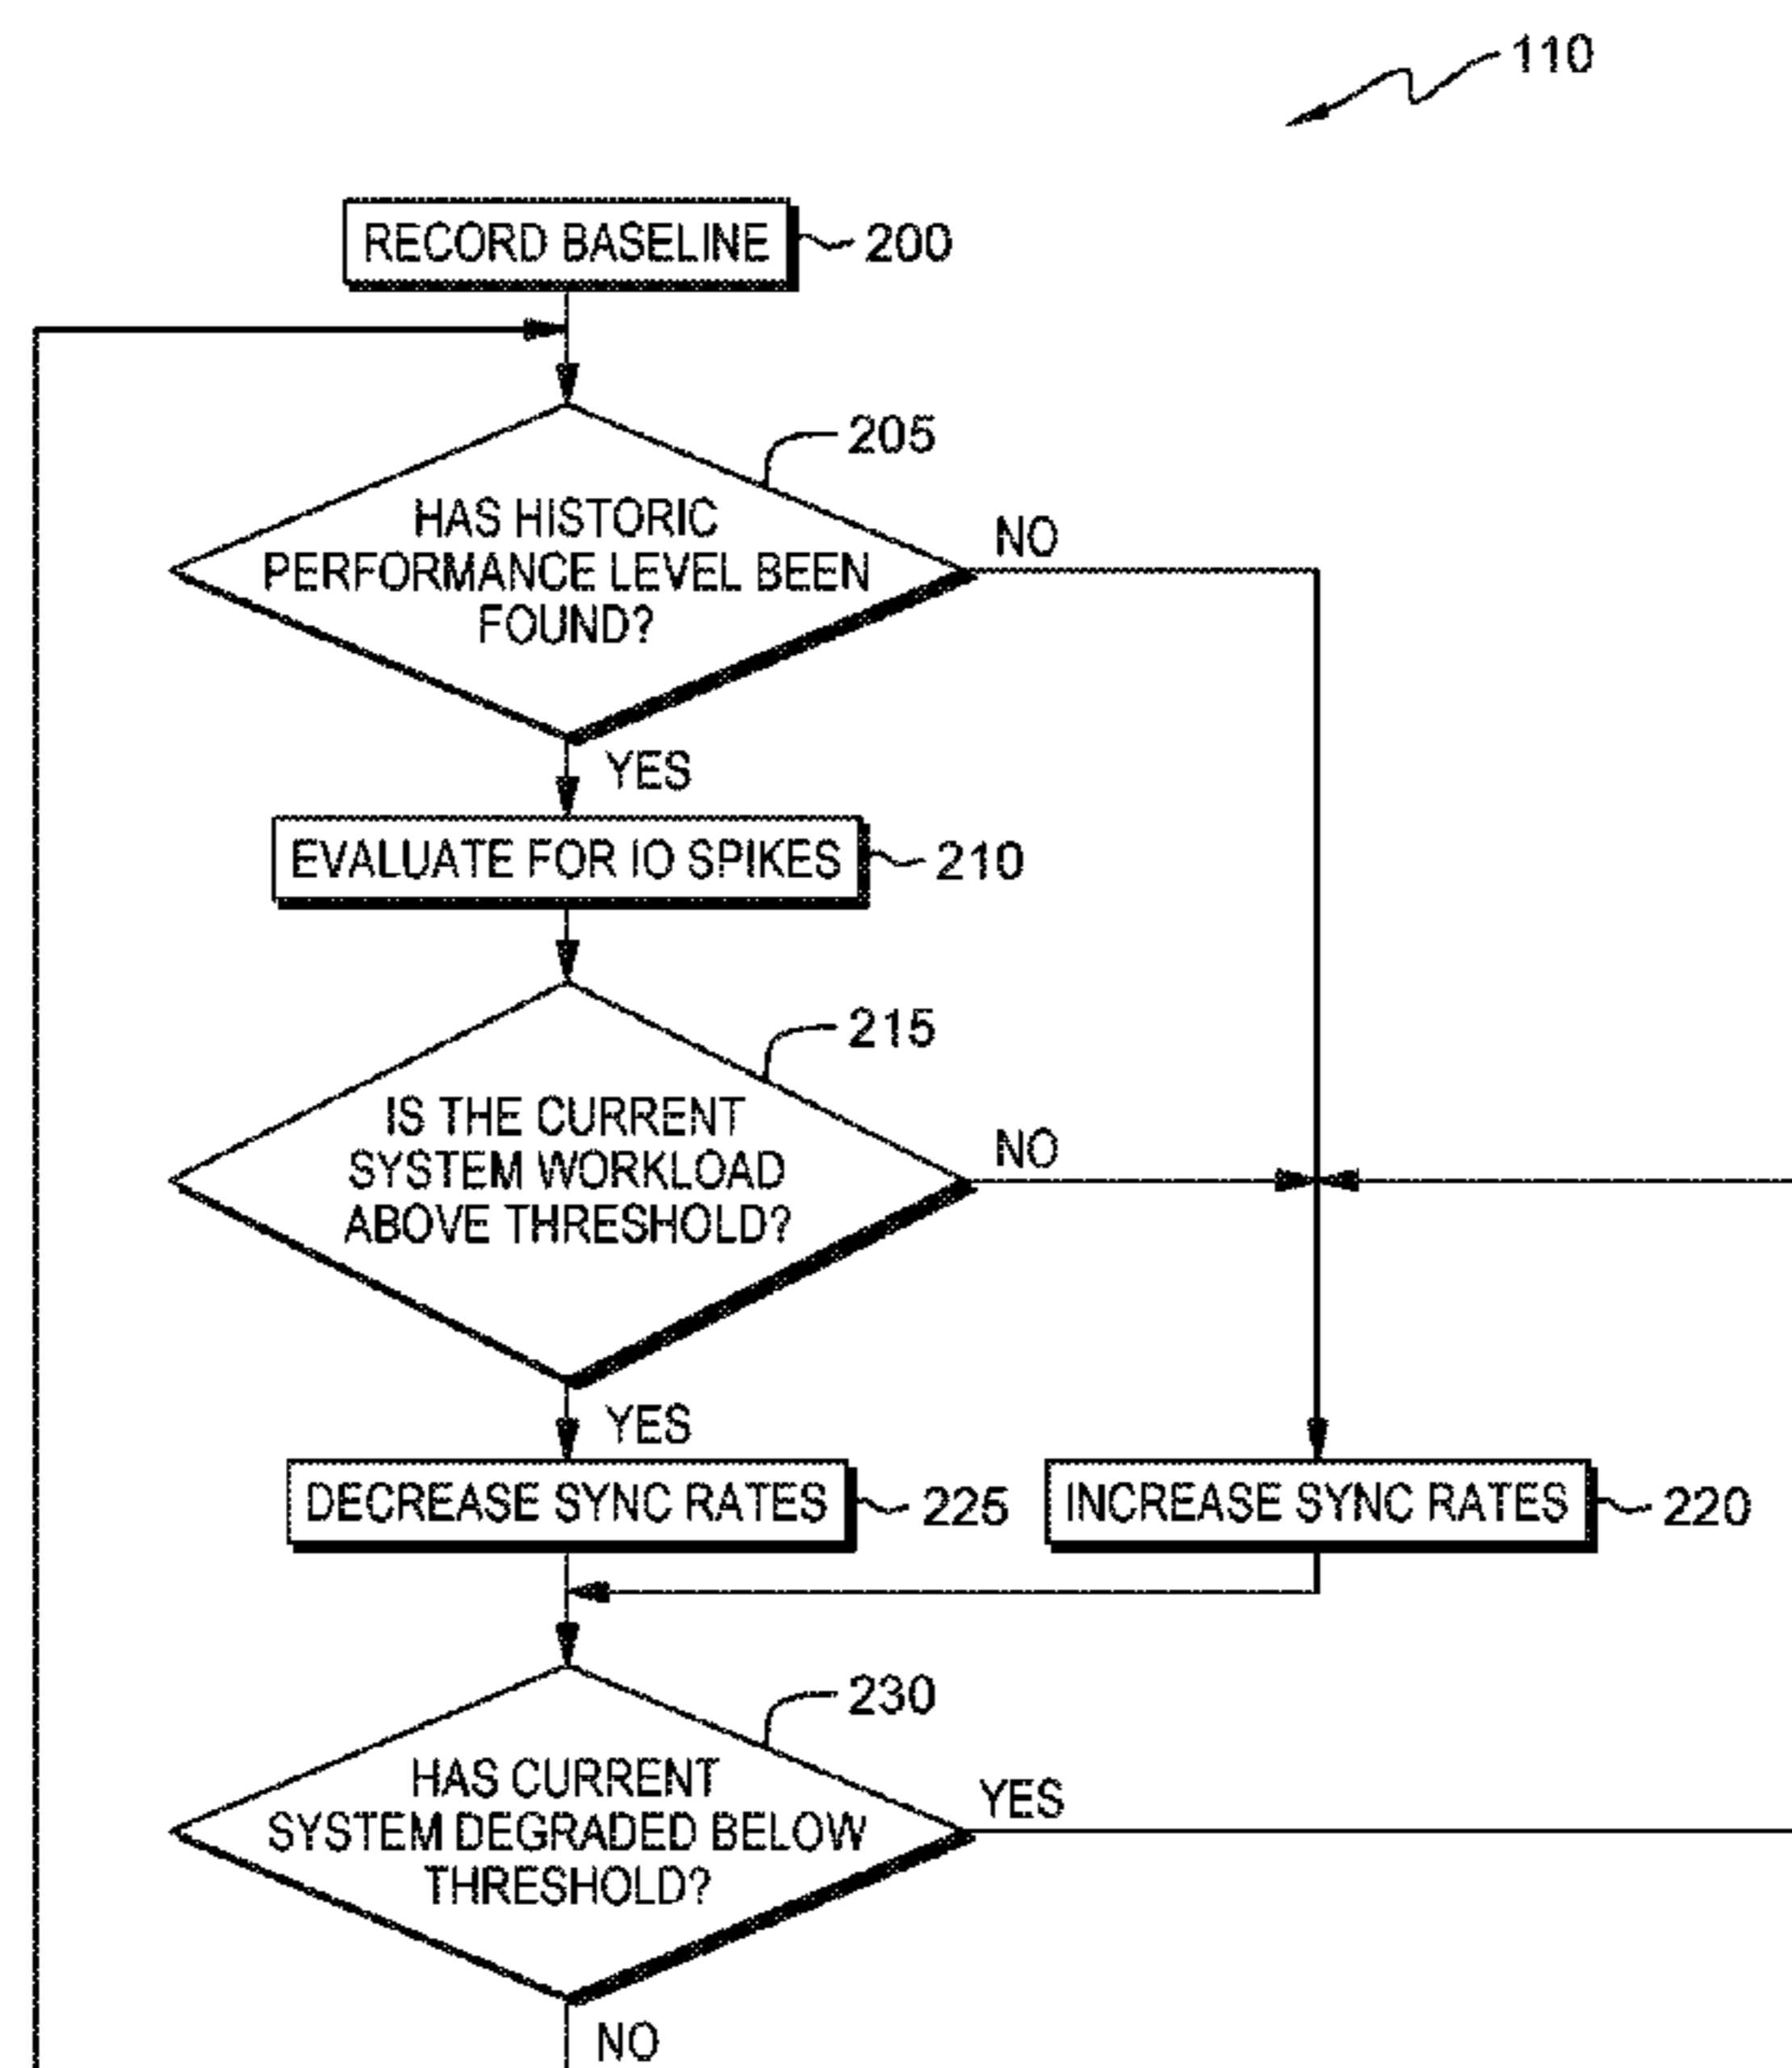 110
RECORD BASELINE
200
205
HAS HISTORIC
PERFORMANCE LEVEL BEEN
FOUND?
NO
YES
EVALUATE FOR IO SPIKES
210
215
IS THE CURRENT
SYSTEM WORKLOAD
ABOVE THRESHOLD?
NO
YES
DECREASE SYNC RATES
225
INCREASE SYNC RATES
220
230
HAS CURRENT
SYSTEM DEGRADED BELOW
THRESHOLD?
YES
NO